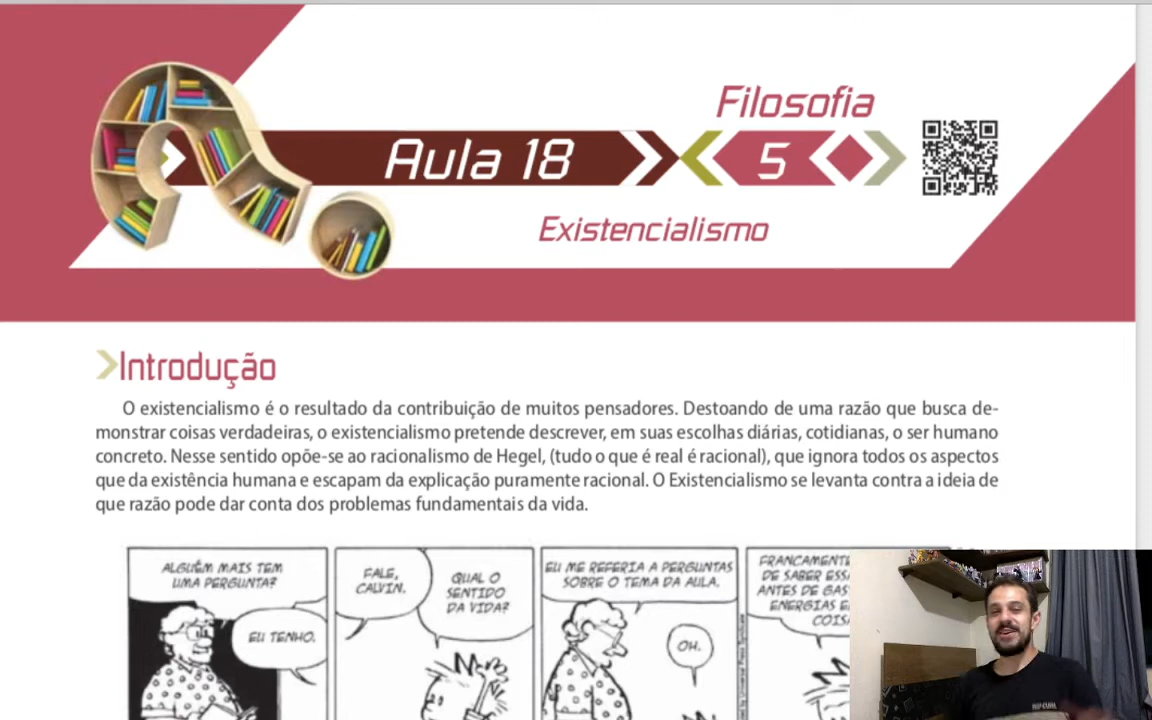 Filosofia
Aula 18
5
Existencialismo
Introdução
O existencialismo é o resultado da contribuição de muitos pensadores. Destoando de uma razão que busca de-
monstrar coisas verdadeiras, o existencialismo pretende descrever, em suas escolhas diárias, cotidianas, o ser humano
concreto. Nesse sentido opõe-se ao racionalismo de Hegel, (tudo o que é real é racional), que ignora todos os aspectos
que da existência humana e escapam da explicação puramente racional. O Existencialismo se levanta contra a ideia de
que razão pode dar conta dos problemas fundamentais da vida.
ALGUÉM MAIS TEM
UMA PERGUNTA?
EU TENHO.
FALE,
CALVIN.
QUAL O
SENTIDO
DA VIDA?
EU ME REFERIA A PERGUNTAS
SOBRE O TEMA DA AULA.
OH.
FRANCAMENTE
DE SABER
ANTES DE
ENERGIAS